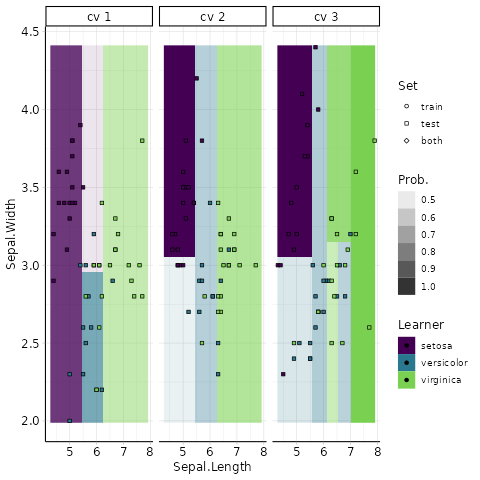 cv 1 cv 2 cv 3
4.5
4.0
3.5
3.0
2.5
2.0
Sepal.Width
5 6 7 8 5 6 7 8 5 6 7 8
Sepal.Length
Set
train
test
both
Prob.
0.5
0.6
0.7
0.8
0.9
1.0
Learner
setosa
versicolor
virginica